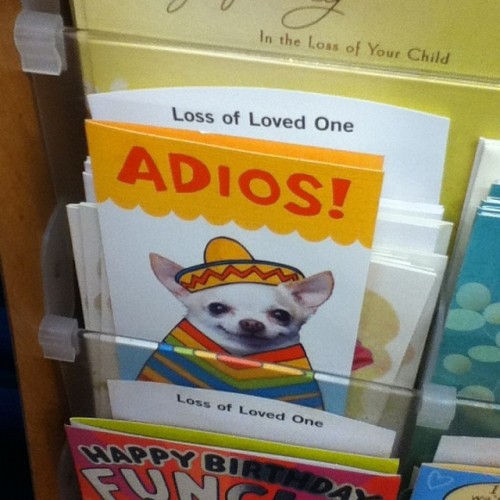 In the Loss of Your Child
Loss of Loved One
ADIOS!
Loss of Loved One
HAPPY BIRTHDAY